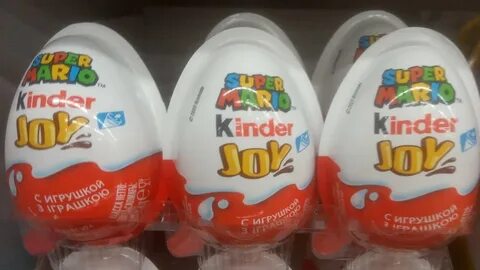 SUPER
MARIO
Kinder
JOY
С ИГРУШКОЙ
З ІГРАШКОЮ
SUPER
MARIO
Kinder
JOY
С ИГРУШКОЙ
З ІГРАШКОЮ
SUPER
MARIO
Kinder
JOY
С ИГРУШКОЙ
З ІГРАШКОЮ